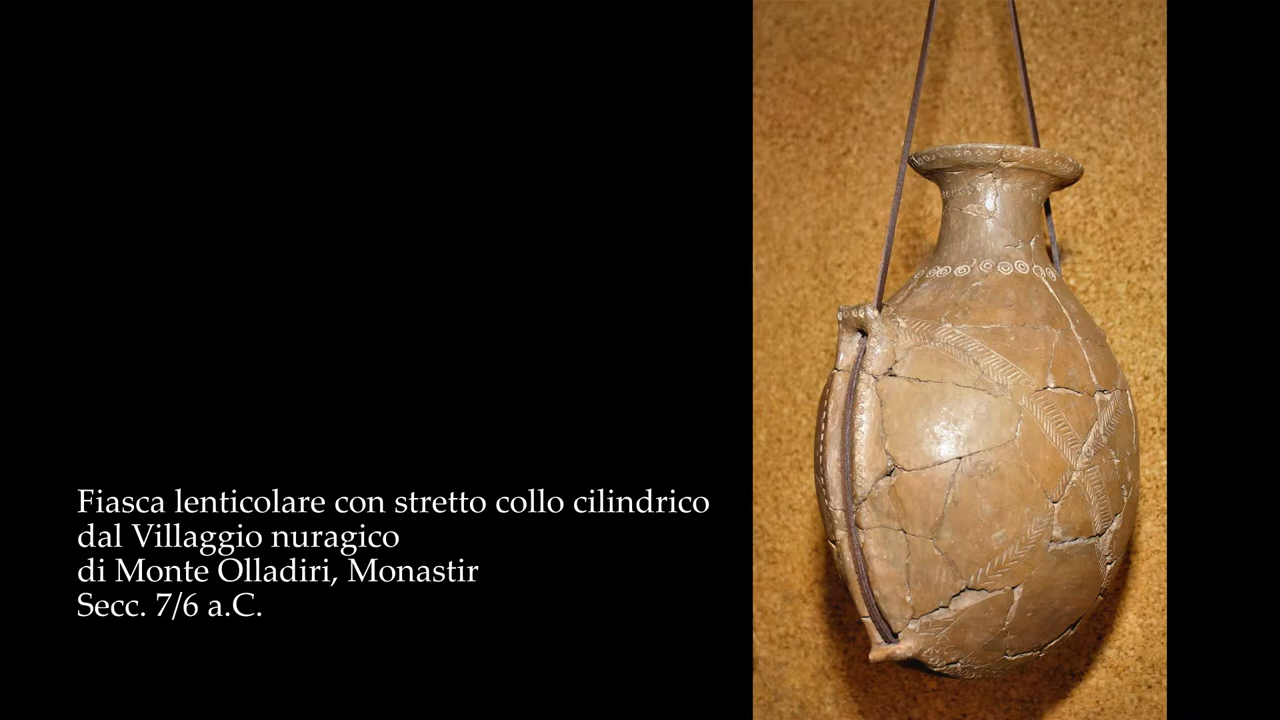 Fiasca lenticolare con stretto collo cilindrico
dal Villaggio nuragico
di Monte Olladiri, Monastir
Secc. 7/6 a.C.